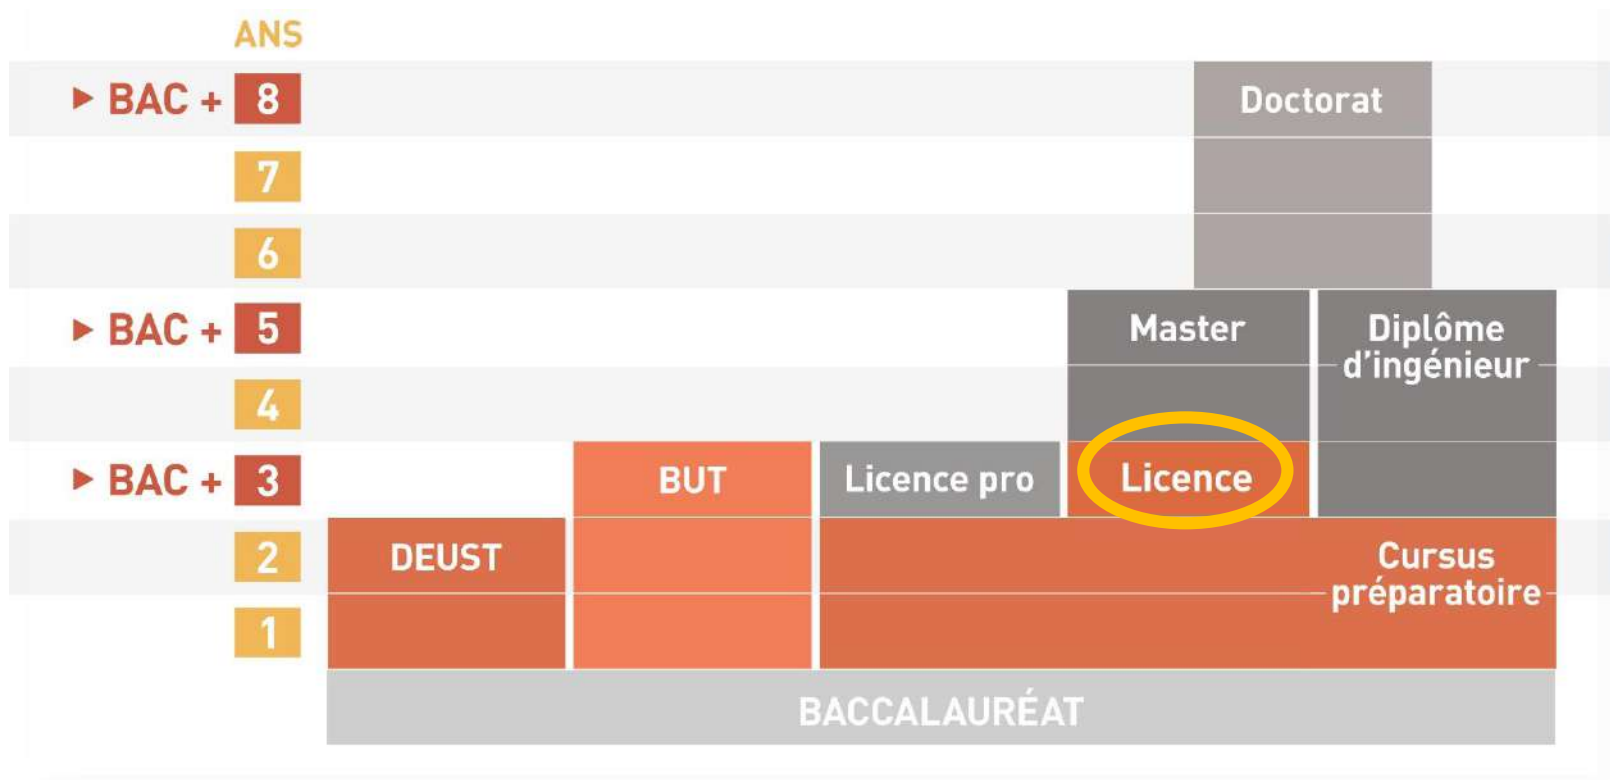 ANS
▶ BAC + 8
Doctorat
7
6
▶ BAC + 5
Master
Diplôme
d'ingénieur
4
▶ BAC + 3
BUT
Licence pro
Licence
2
DEUST
Cursus
préparatoire
1
BACCALAURÉAT